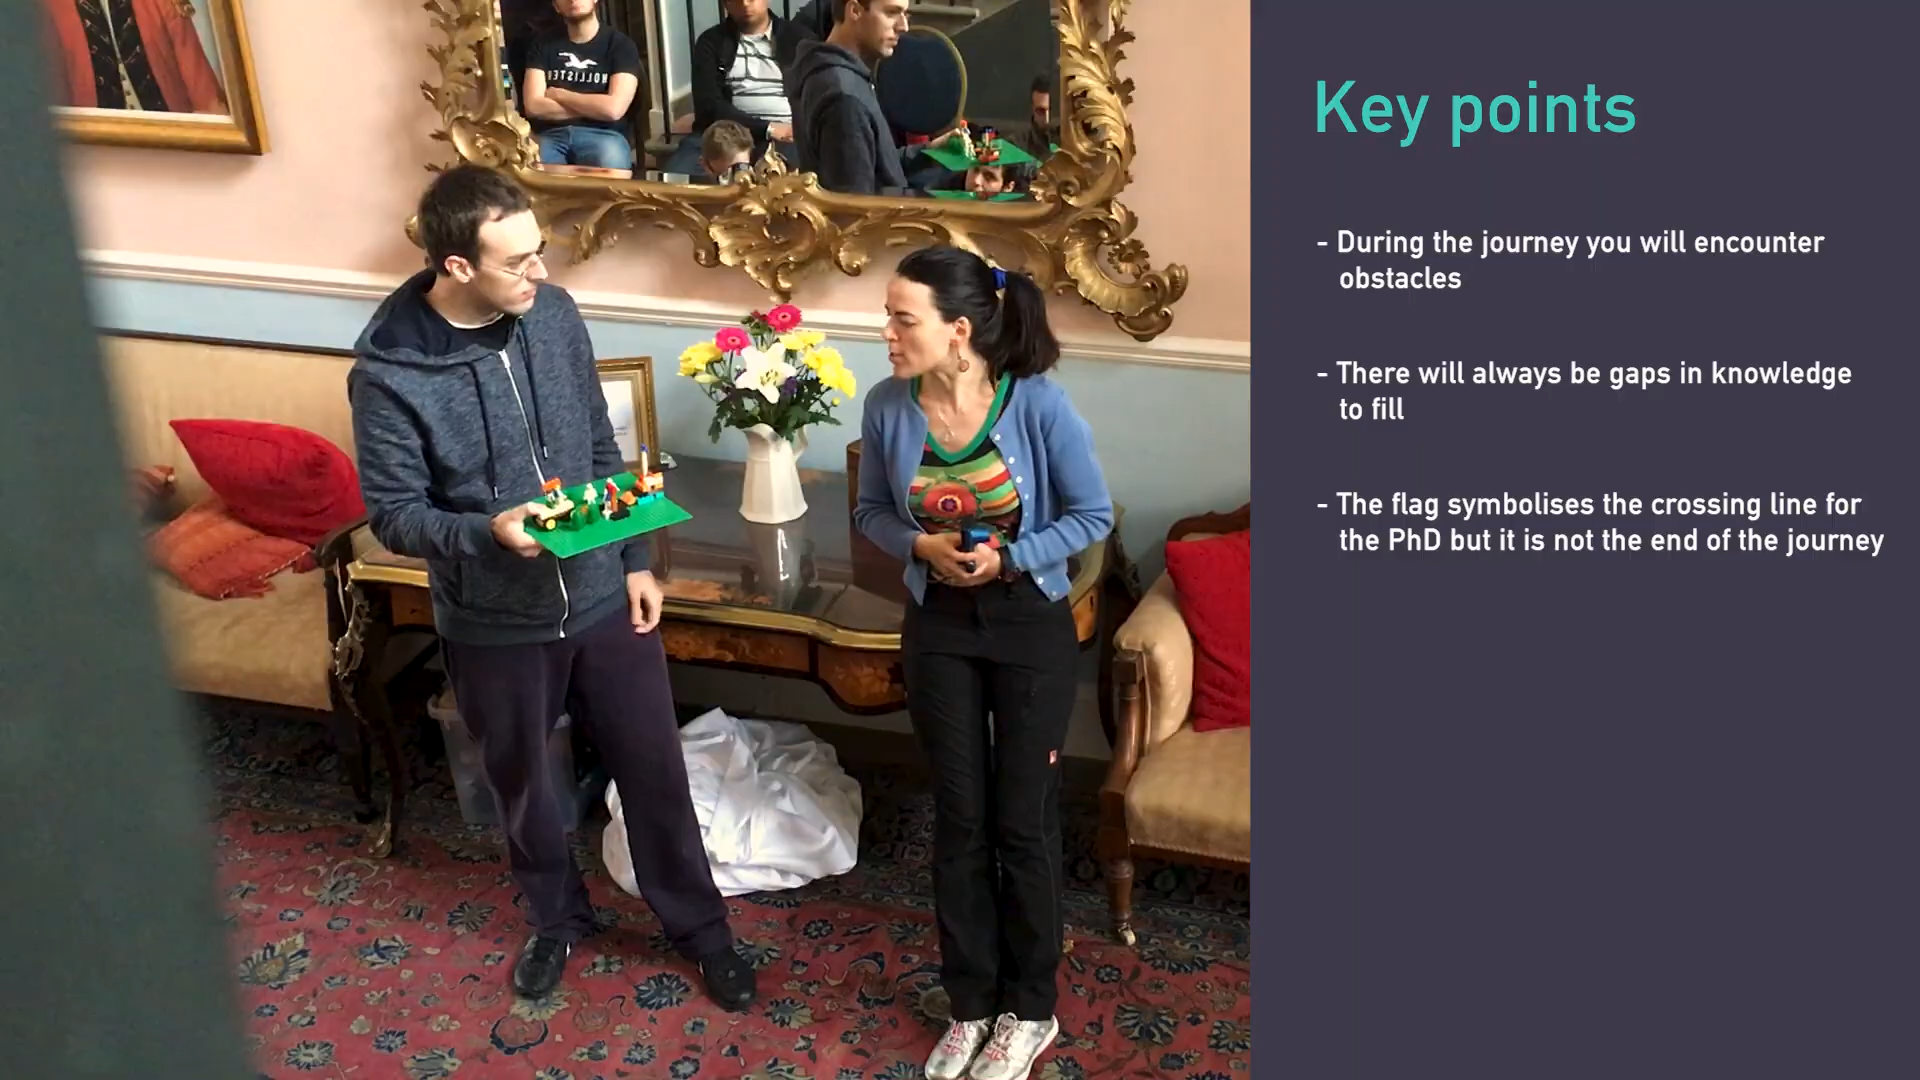 HOLLISTER
Key points
- During the journey you will encounter
obstacles
- There will always be gaps in knowledge
to fill
- The flag symbolises the crossing line for
the PhD but it is not the end of the journey